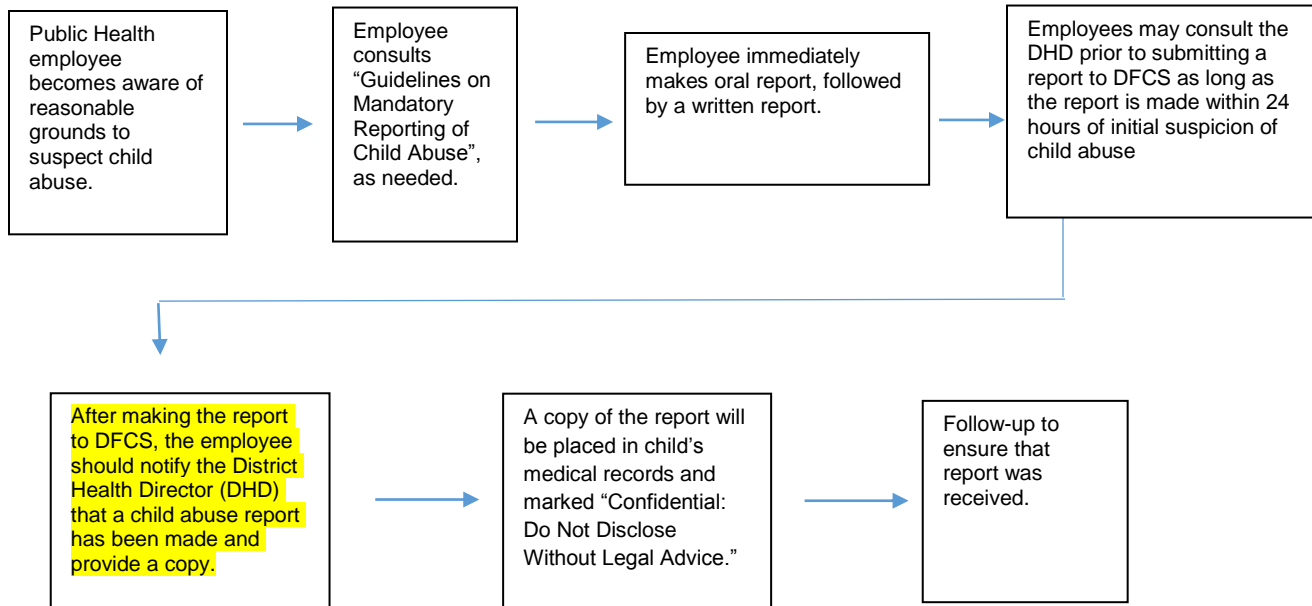 Public Health
employee
becomes aware of
reasonable
grounds to
suspect child
abuse.
Employee
consults
“Guidelines on
Mandatory
Reporting of
Child Abuse”,
as needed.
Employee immediately
makes oral report, followed
by a written report.
Employees may consult the
DHD prior to submitting a
report to DFCS as long as
the report is made within 24
hours of initial suspicion of
child abuse
After making the report
to DFCS, the employee
should notify the District
Health Director (DHD)
that a child abuse report
has been made and
provide a copy.
A copy of the report will
be placed in child’s
medical records and
marked “Confidential:
Do Not Disclose
Without Legal Advice.”
Follow-up to
ensure that
report was
received.